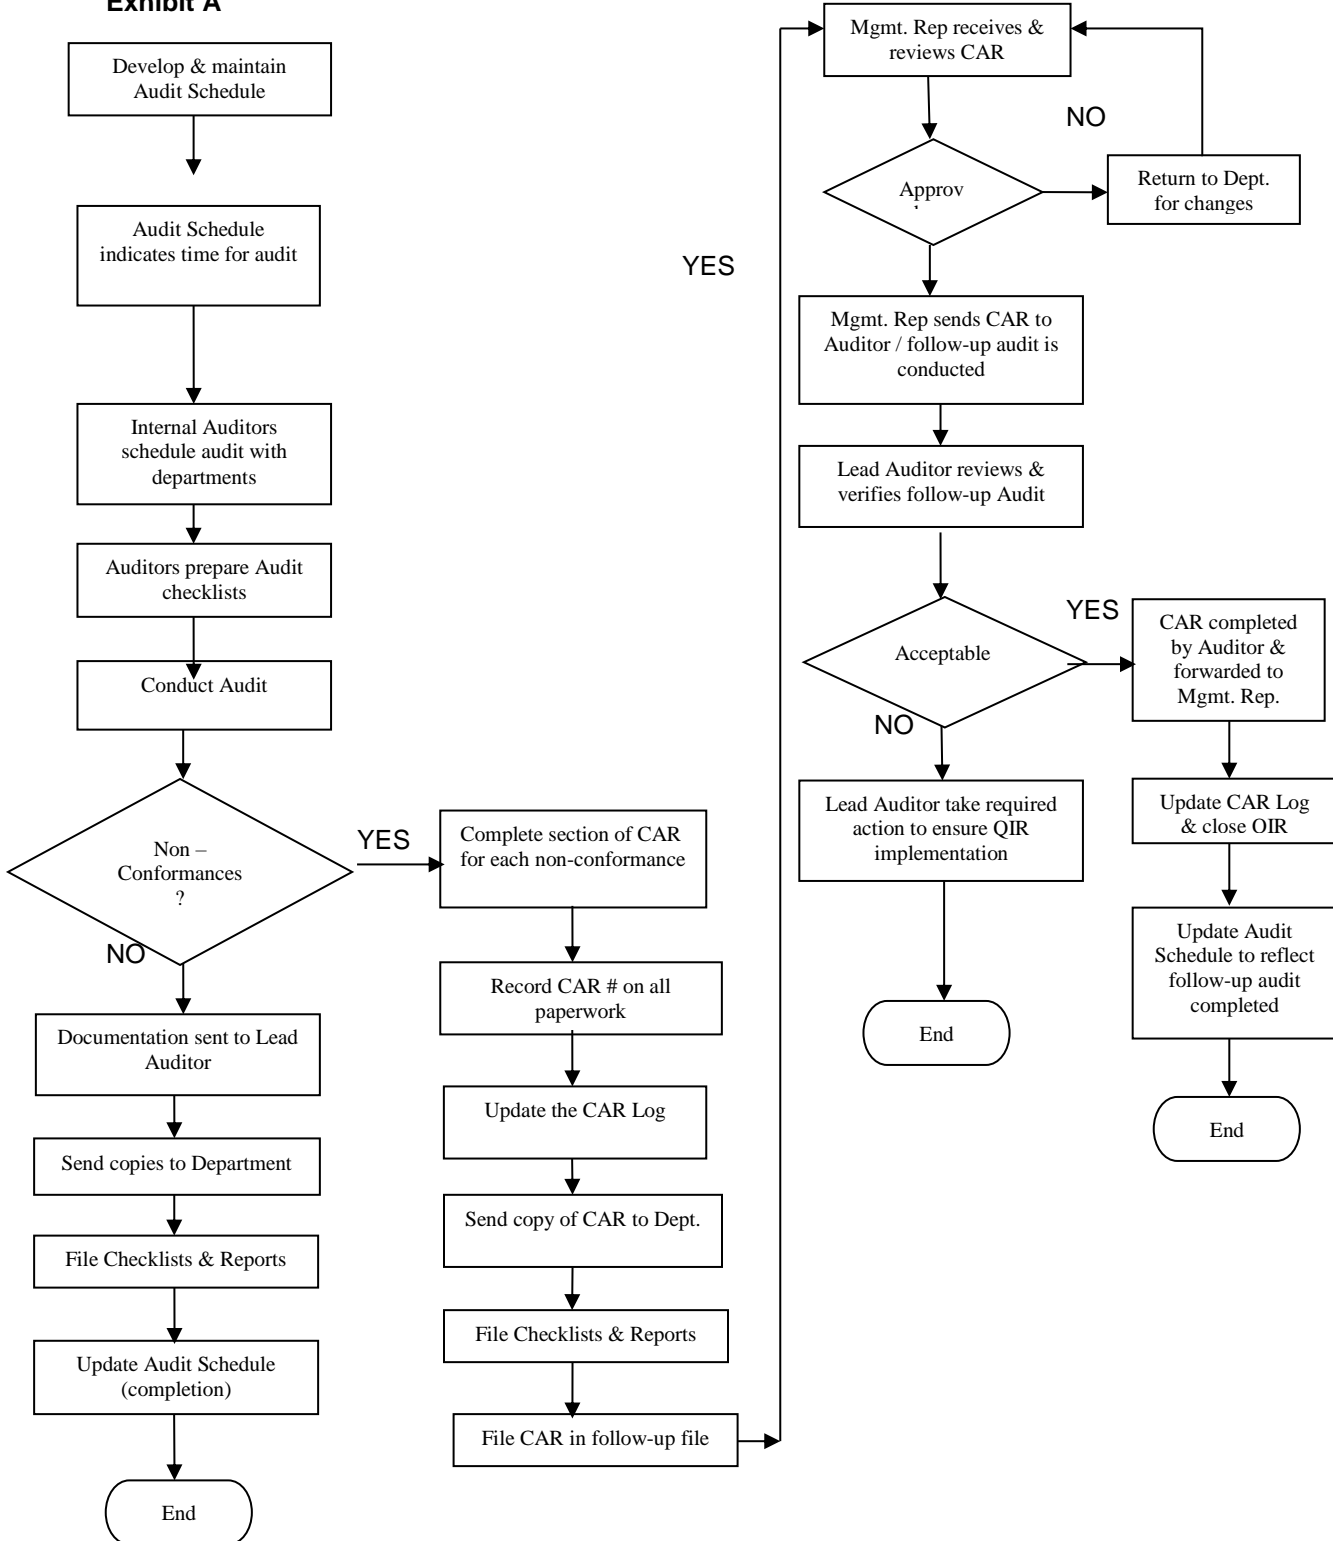 Exhibit A
Develop & maintain
Audit Schedule
Audit Schedule
indicates time for audit
Internal Auditors
schedule audit with
departments
Auditors prepare Audit
checklists
Conduct Audit
Non –
Conformances
?
YES
NO
Documentation sent to Lead
Auditor
Send copies to Department
File Checklists & Reports
Update Audit Schedule
(completion)
End
Complete section of CAR
for each non-conformance
Record CAR # on all
paperwork
Update the CAR Log
Send copy of CAR to Dept.
File Checklists & Reports
File CAR in follow-up file
Mgmt. Rep receives &
reviews CAR
NO
Approv
Return to Dept.
for changes
YES
Mgmt. Rep sends CAR to
Auditor / follow-up audit is
conducted
Lead Auditor reviews &
verifies follow-up Audit
Acceptable
YES
NO
Lead Auditor take required
action to ensure QIR
implementation
End
CAR completed
by Auditor &
forwarded to
Mgmt. Rep.
Update CAR Log
& close OIR
Update Audit
Schedule to reflect
follow-up audit
completed
End